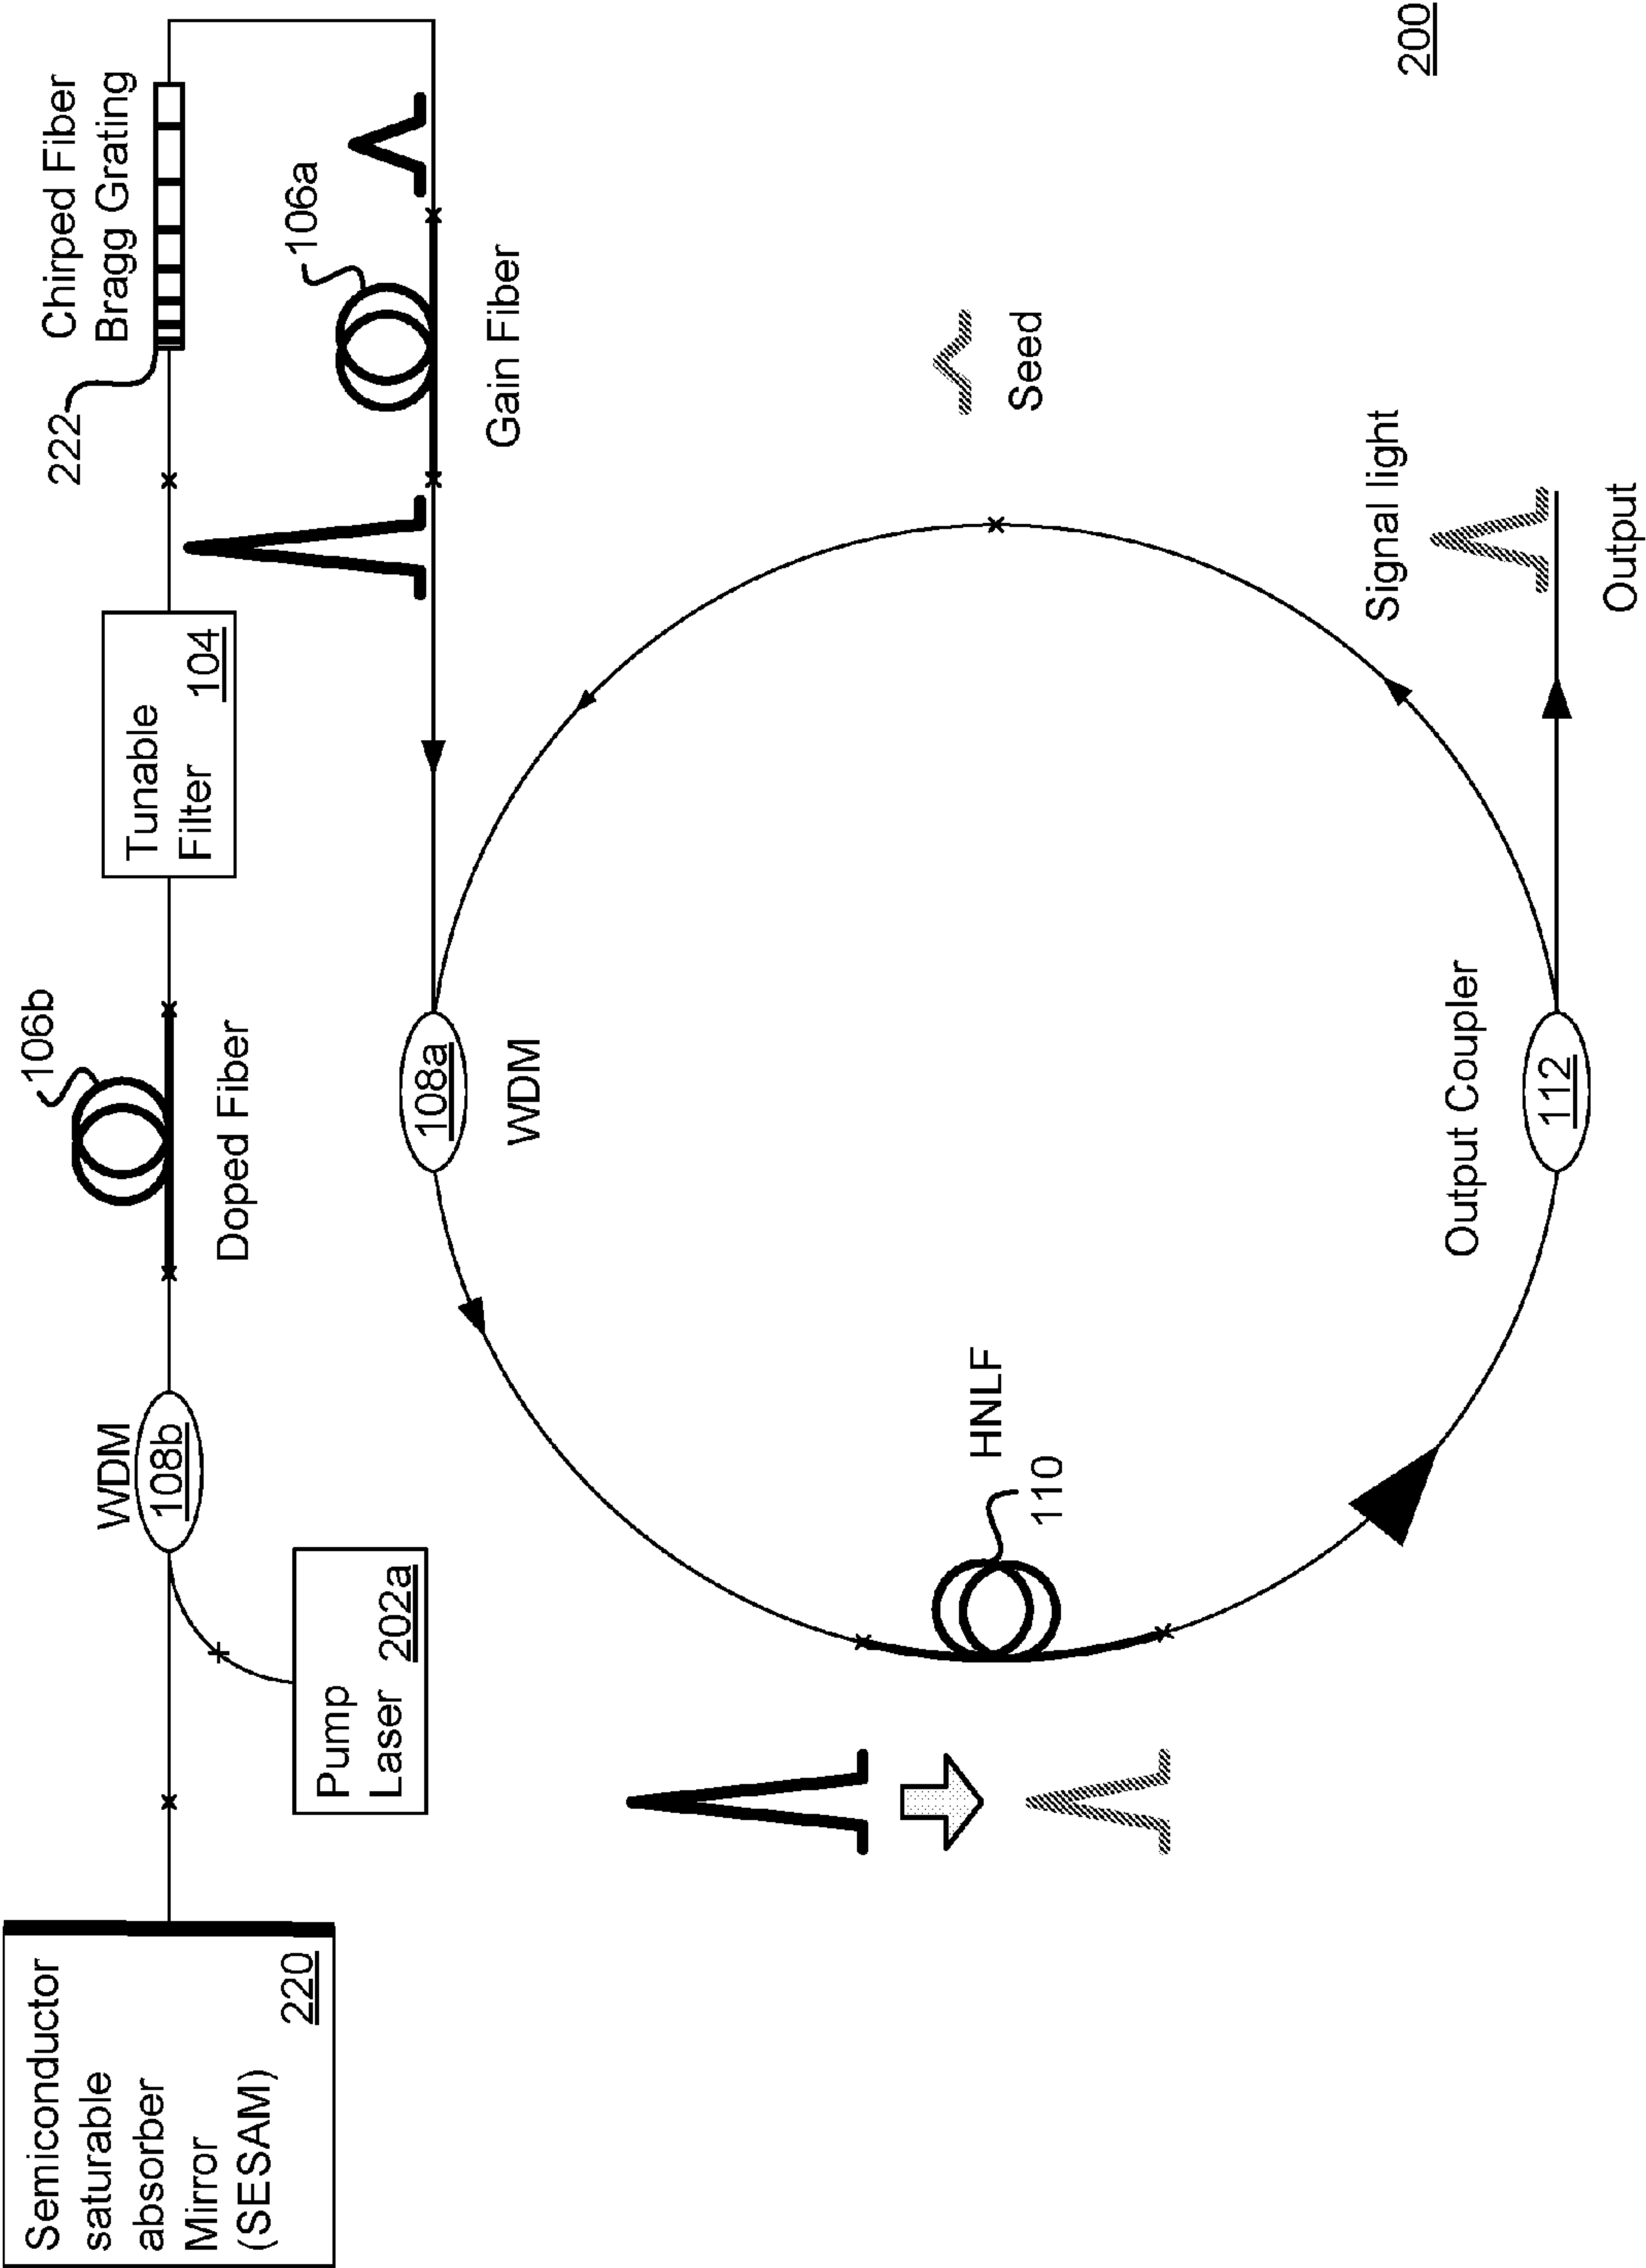 Semiconductor
saturable
absorber
Mirror
(SESAM)
220
WDM
108b
Pump
Laser 202a
106b
Doped Fiber
Tunable
Filter 104
222
Chirped Fiber
Bragg Grating
106a
Gain Fiber
108a
WDM
HNLF
110
Seed
Output Coupler
112
Signal light
Output
200